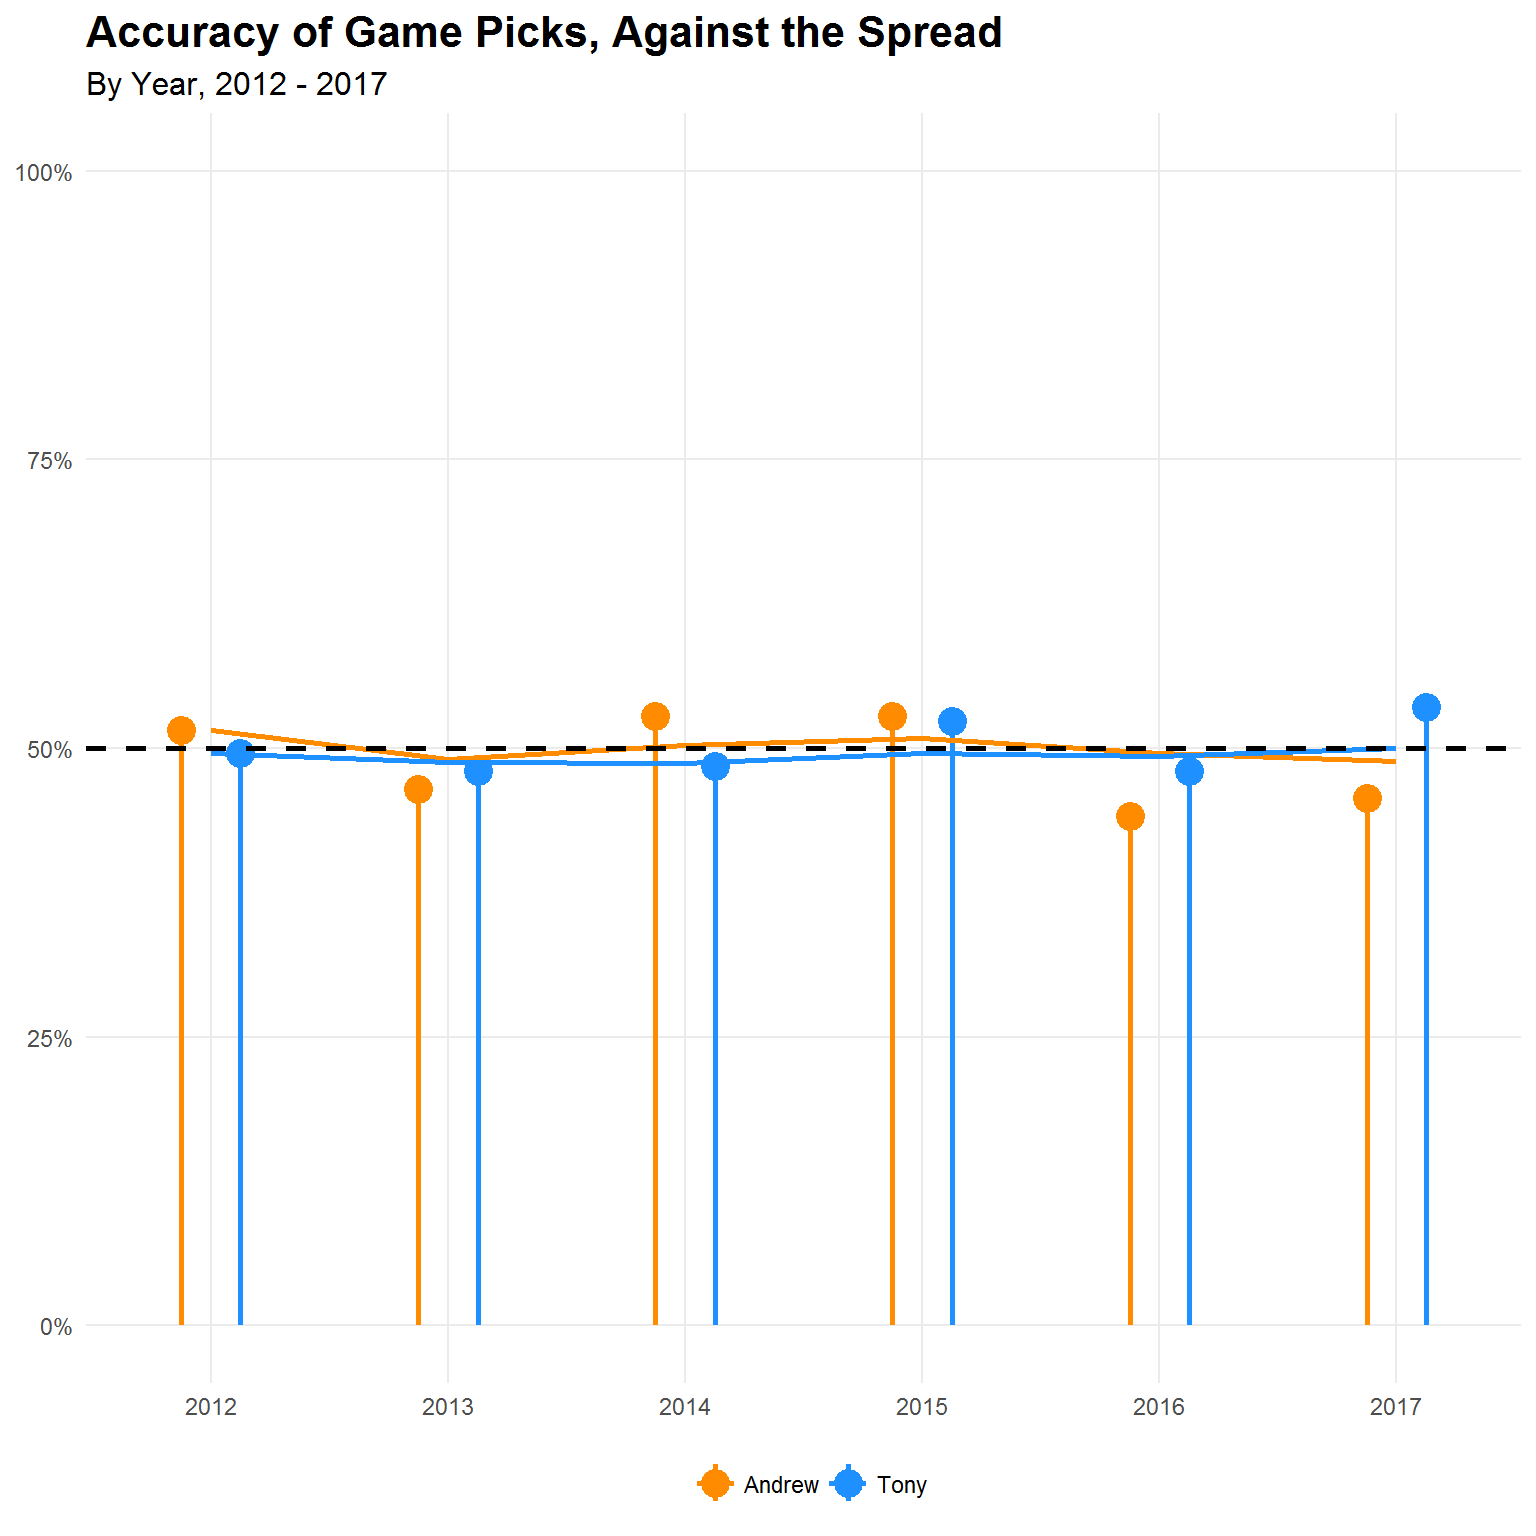 Accuracy of Game Picks, Against the Spread
By Year, 2012 - 2017
100%
75%
50%
25%
0%
2012 2013 2014 2015 2016 2017
Andrew Tony